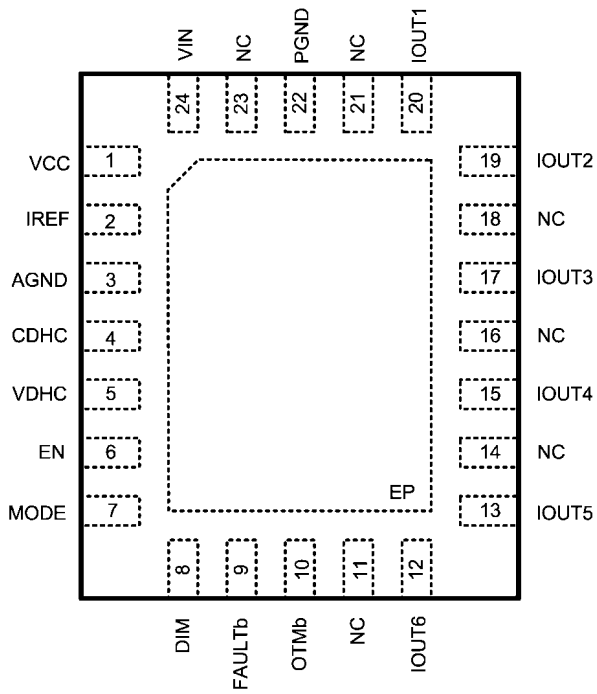 VIN NC PGND NC IOUT1
24 23 22 21 20
VCC 1 19 IOUT2
IREF 2 18 NC
AGND 3 17 IOUT3
CDHC 4 16 NC
VDHC 5 15 IOUT4
EN 6 14 NC
EP
MODE 7 13 IOUT5
8 9 10 11 12
DIM FAULTb OTMb NC IOUT6